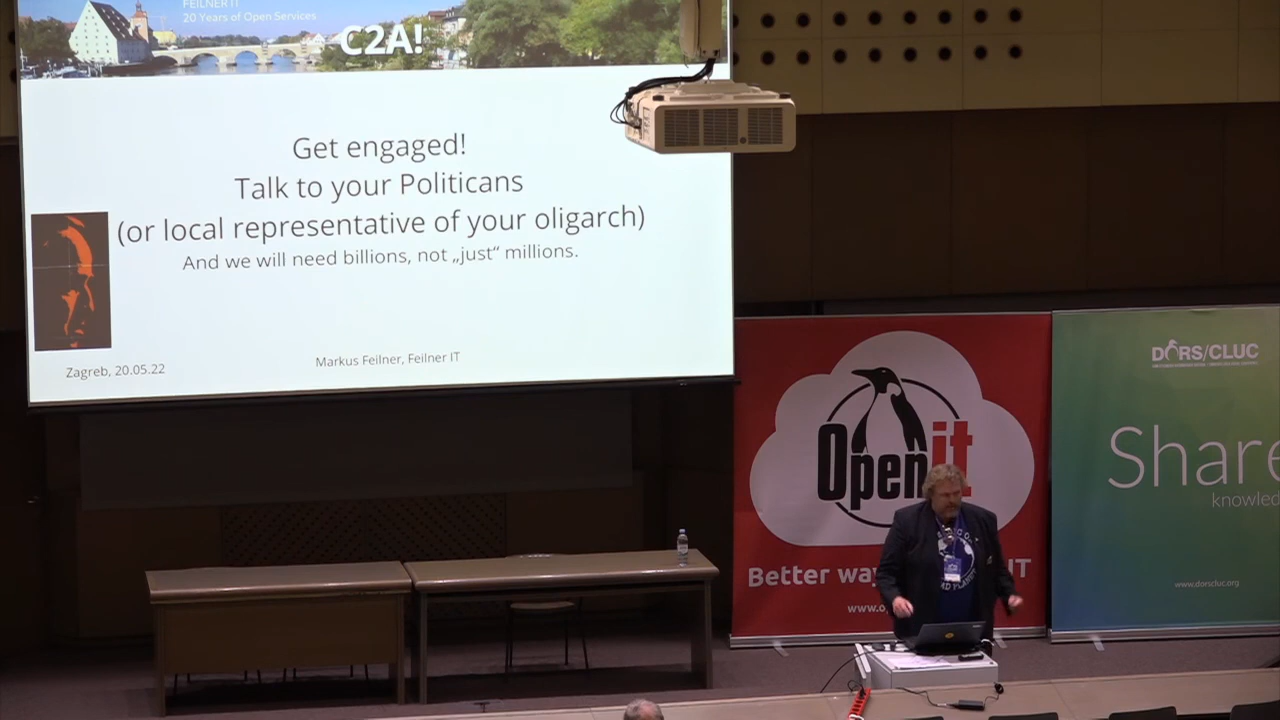 FEILNER IT
20 Years of Open Services
C2A!
Get engaged!
Talk to your Politicans
(or local representative of your oligarch)
And we will need billions, not „just“ millions.
Zagreb, 20.05.22
Markus Feilner, Feilner IT
Openit
Better
IT
www.o
DORS/CLUC
Share
knowled
www.dorscluc.org